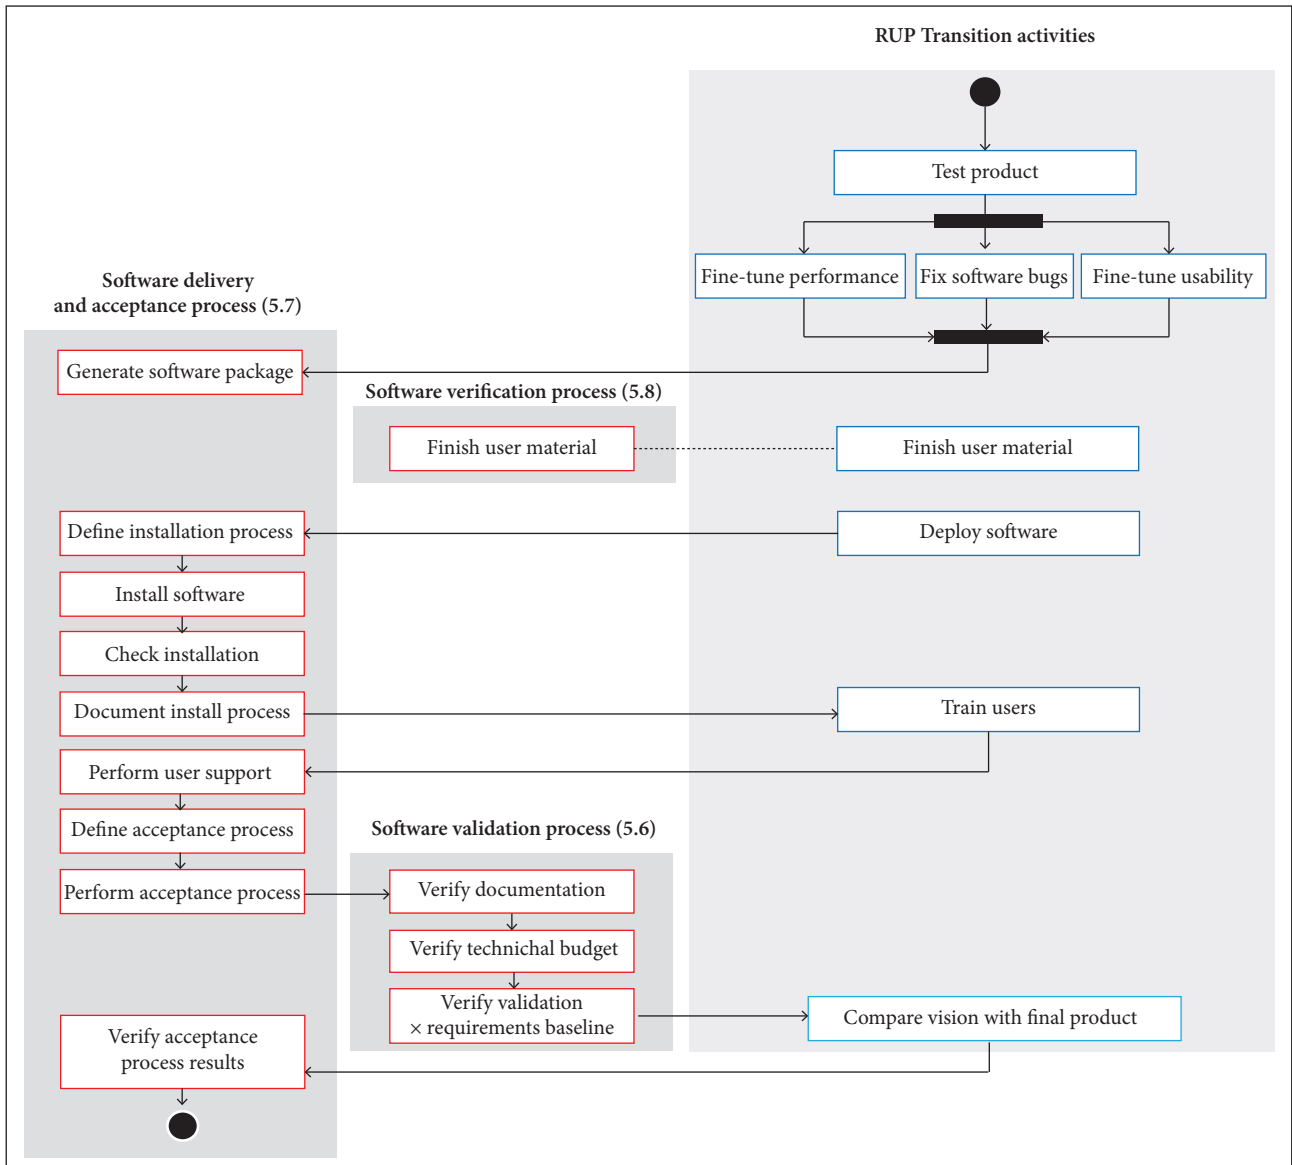 RUP Transition activities
Test product
Fine-tune performance
Fix software bugs
Fine-tune usability
Software delivery
and acceptance process (5.7)
Generate software package
Software verification process (5.8)
Finish user material
Finish user material
Define installation process
Deploy software
Install software
Check installation
Document install process
Train users
Perform user support
Define acceptance process
Software validation process (5.6)
Perform acceptance process
Verify documentation
Verify technichal budget
Verify validation
× requirements baseline
Compare vision with final product
Verify acceptance
process results